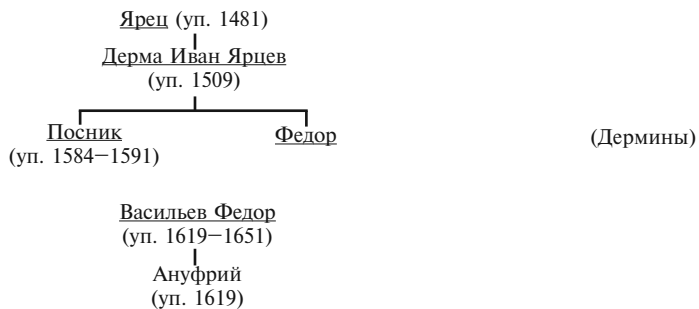 Ярец (уп. 1481)
Дерма Иван Ярцев
(уп. 1509)
Посник Федор
(уп. 1584–1591) (Дермины)
Васильев Федор
(уп. 1619–1651)
Ануфрий
(уп. 1619)